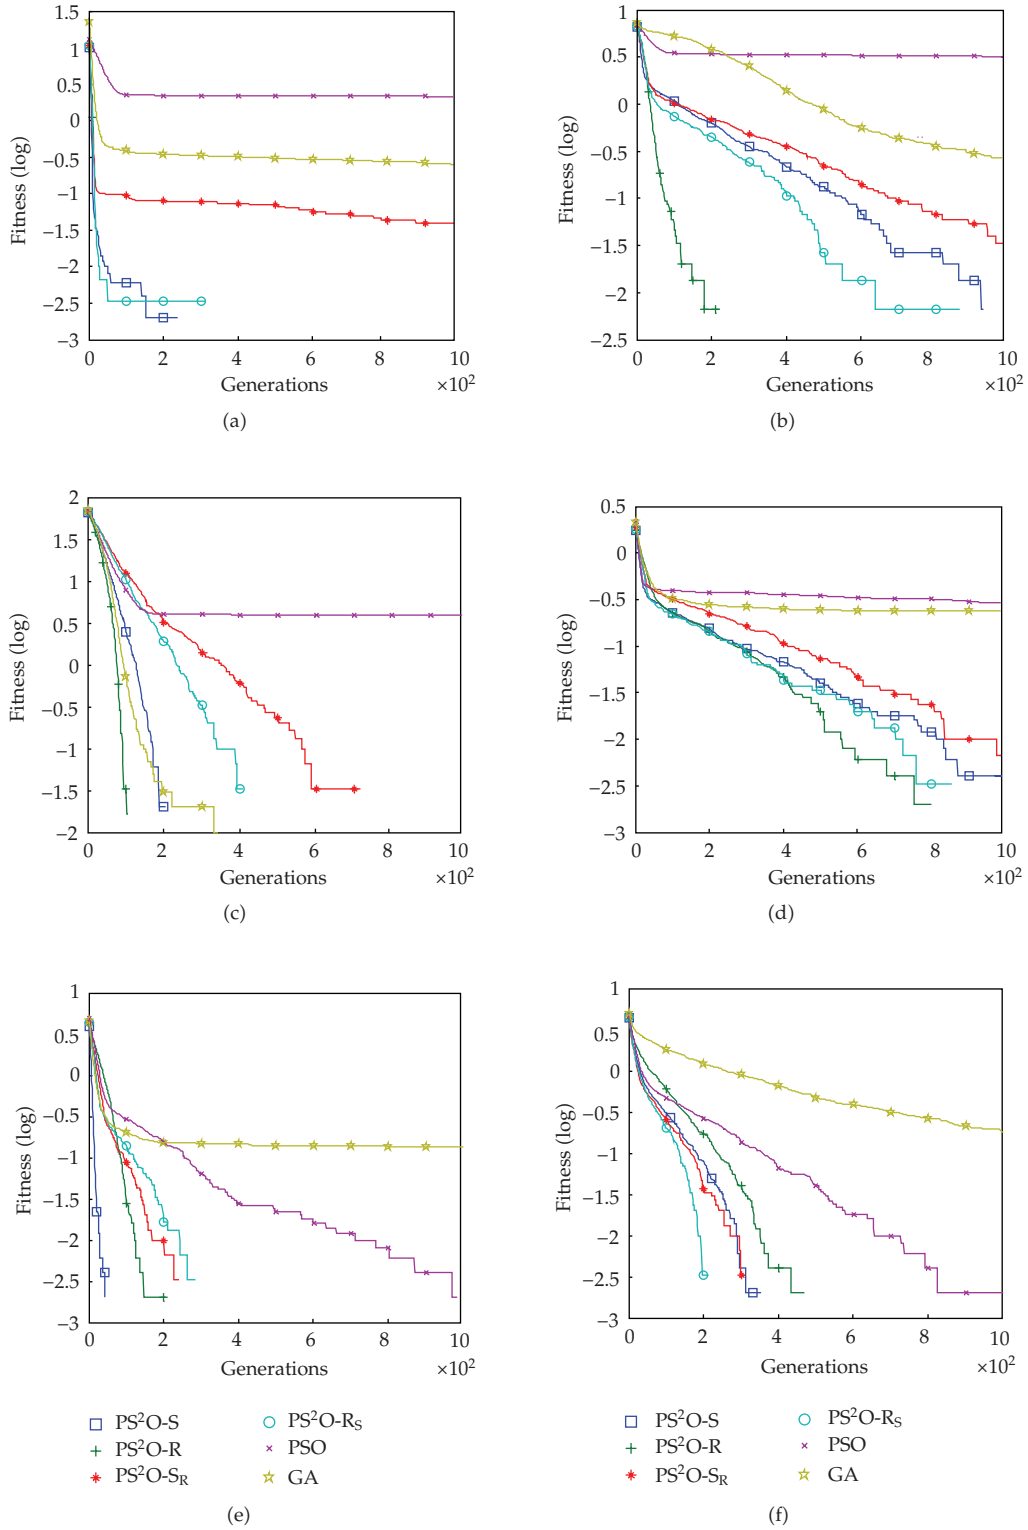 1.5
1
0.5
0
−0.5
−1
−1.5
−2
−2.5
−3
Fitness (log)
0 2 4 6 8 10
Generations ×10²
(a)
1
0.5
0
−0.5
−1
−1.5
−2
−2.5
Fitness (log)
0 2 4 6 8 10
Generations ×10²
(b)
2
1.5
1
0.5
0
−0.5
−1
−1.5
−2
Fitness (log)
0 2 4 6 8 10
Generations ×10²
(c)
0.5
0
−0.5
−1
−1.5
−2
−2.5
−3
Fitness (log)
0 2 4 6 8 10
Generations ×10²
(d)
1
0.5
0
−0.5
−1
−1.5
−2
−2.5
−3
Fitness (log)
0 2 4 6 8 10
Generations ×10²
PS²O-S
PS²O-R
PS²O-S_R
PS²O-R_S
PSO
GA
(e)
1
0.5
0
−0.5
−1
−1.5
−2
−2.5
−3
Fitness (log)
0 2 4 6 8 10
Generations ×10²
PS²O-S
PS²O-R
PS²O-S_R
PS²O-R_S
PSO
GA
(f)